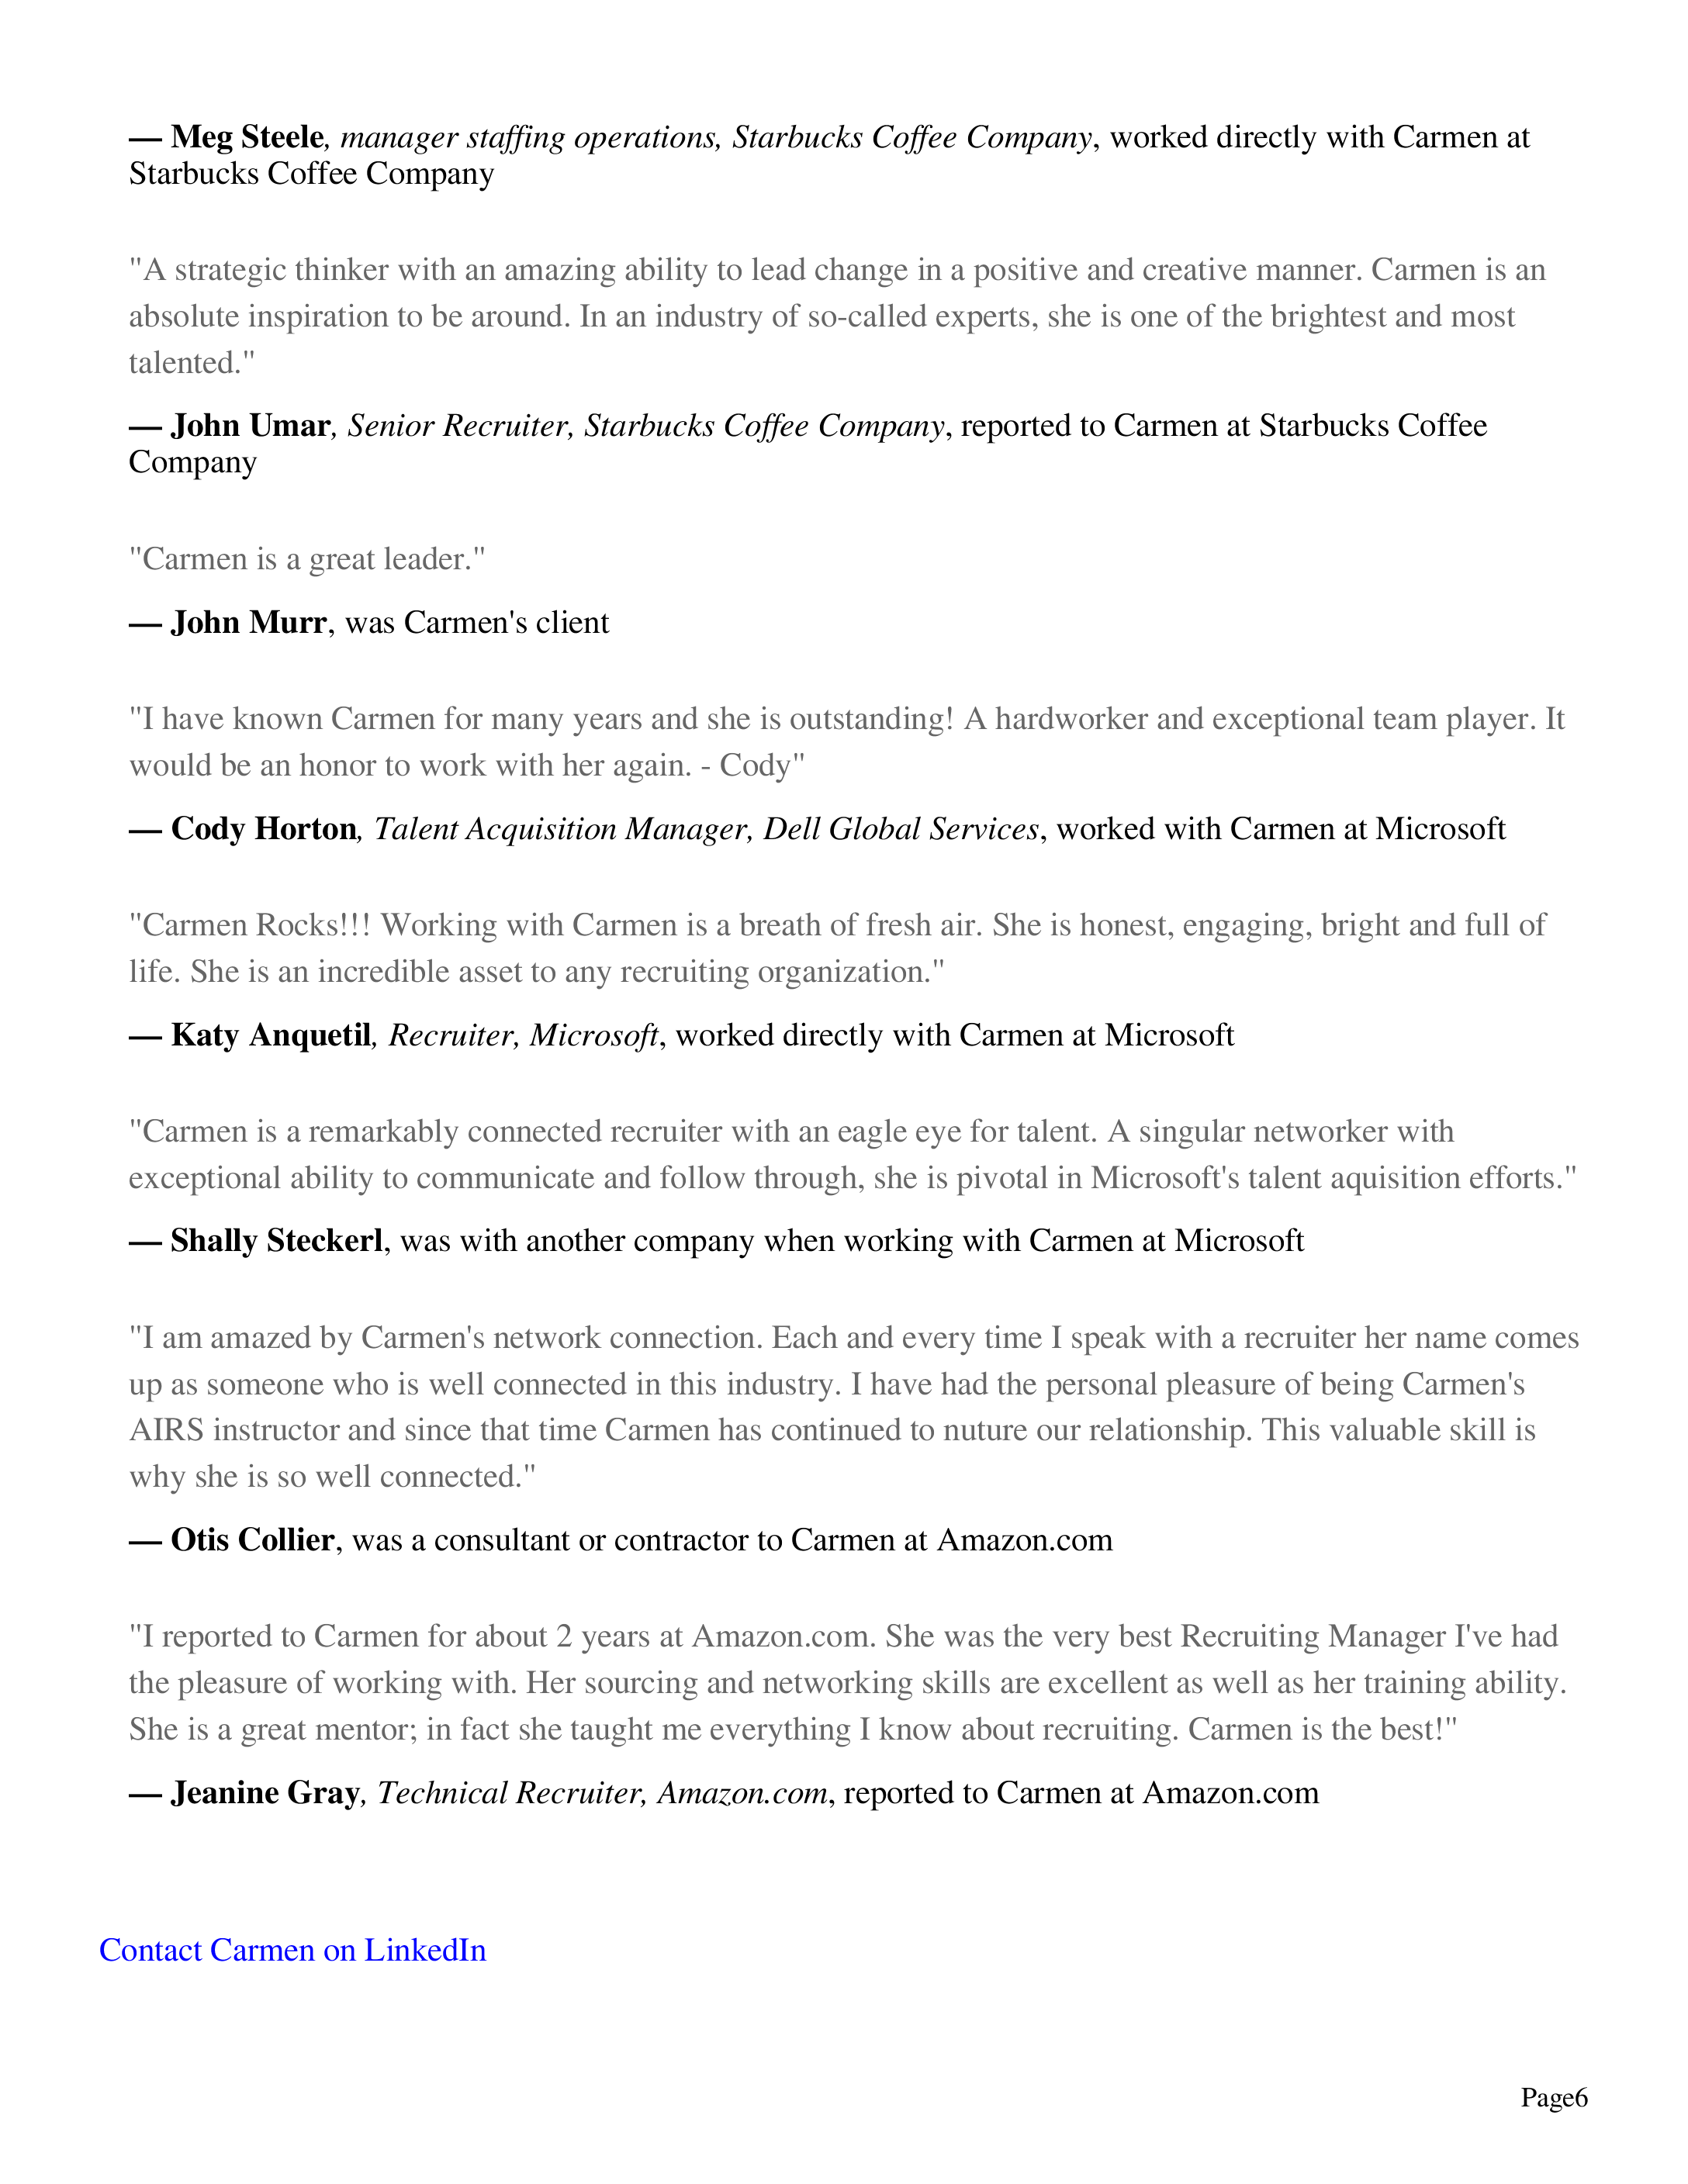 — Meg Steele, manager staffing operations, Starbucks Coffee Company, worked directly with Carmen at
Starbucks Coffee Company
"A strategic thinker with an amazing ability to lead change in a positive and creative manner. Carmen is an
absolute inspiration to be around. In an industry of so-called experts, she is one of the brightest and most
talented."
— John Umar, Senior Recruiter, Starbucks Coffee Company, reported to Carmen at Starbucks Coffee
Company
"Carmen is a great leader."
— John Murr, was Carmen's client
"I have known Carmen for many years and she is outstanding! A hardworker and exceptional team player. It
would be an honor to work with her again. - Cody"
— Cody Horton, Talent Acquisition Manager, Dell Global Services, worked with Carmen at Microsoft
"Carmen Rocks!!! Working with Carmen is a breath of fresh air. She is honest, engaging, bright and full of
life. She is an incredible asset to any recruiting organization."
— Katy Anquetil, Recruiter, Microsoft, worked directly with Carmen at Microsoft
"Carmen is a remarkably connected recruiter with an eagle eye for talent. A singular networker with
exceptional ability to communicate and follow through, she is pivotal in Microsoft's talent aquisition efforts."
— Shally Steckerl, was with another company when working with Carmen at Microsoft
"I am amazed by Carmen's network connection. Each and every time I speak with a recruiter her name comes
up as someone who is well connected in this industry. I have had the personal pleasure of being Carmen's
AIRS instructor and since that time Carmen has continued to nuture our relationship. This valuable skill is
why she is so well connected."
— Otis Collier, was a consultant or contractor to Carmen at Amazon.com
"I reported to Carmen for about 2 years at Amazon.com. She was the very best Recruiting Manager I've had
the pleasure of working with. Her sourcing and networking skills are excellent as well as her training ability.
She is a great mentor; in fact she taught me everything I know about recruiting. Carmen is the best!"
— Jeanine Gray, Technical Recruiter, Amazon.com, reported to Carmen at Amazon.com
Contact Carmen on LinkedIn
Page6